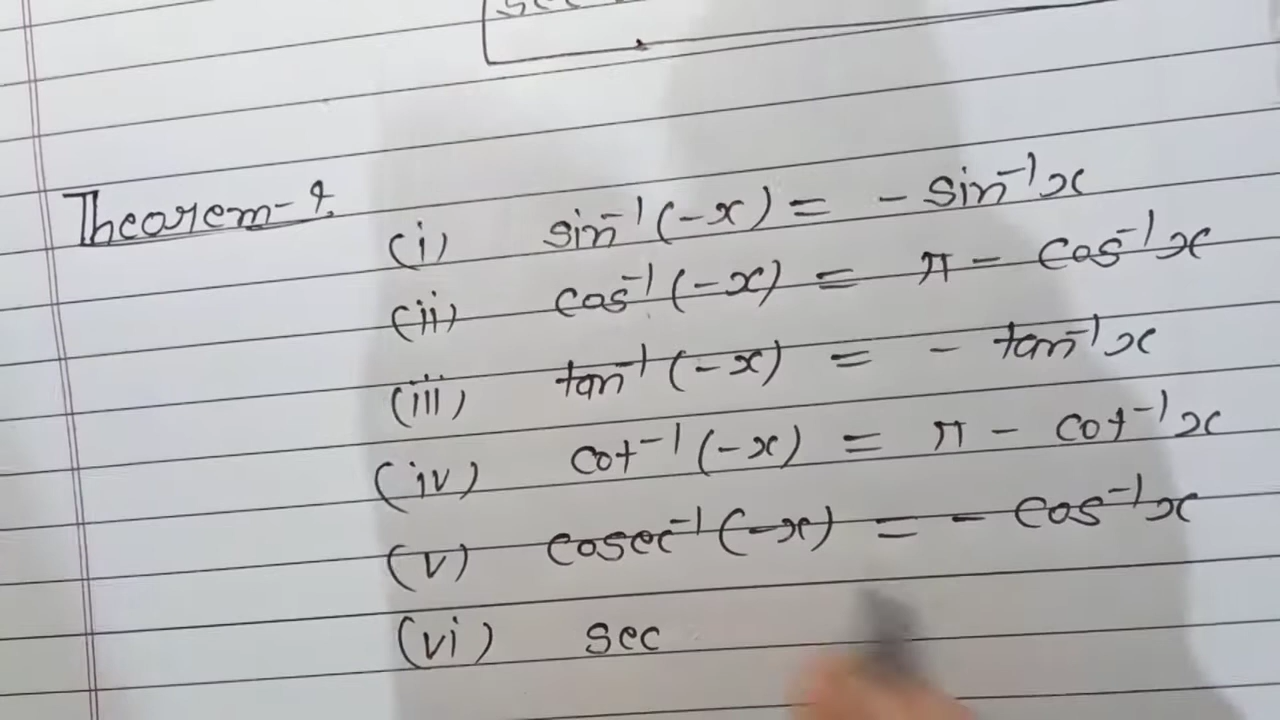 Theorem-2.
(i) sin⁻¹(-x) = - sin⁻¹x
(ii) cos⁻¹(-x) = π - cos⁻¹x
(iii) tan⁻¹(-x) = - tan⁻¹x
(iv) cot⁻¹(-x) = π - cot⁻¹x
(v) cosec⁻¹(-x) = - cos⁻¹x
(vi) sec